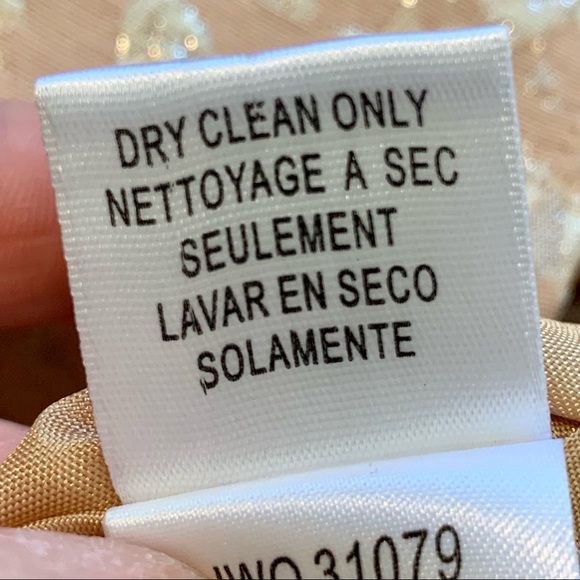 DRY CLEAN ONLY
NETTOYAGE A SEC
SEULEMENT
LAVAR EN SECO
SOLAMENTE
31079